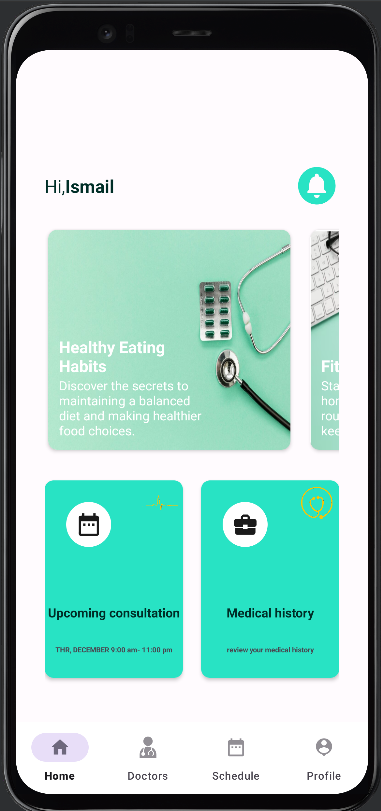 Hi,Ismail
Healthy Eating
Habits
Discover the secrets to
maintaining a balanced
diet and making healthier
food choices.
Fit
Sta
hor
rou
kee
Upcoming consultation
THR, DECEMBER 9:00 am- 11:00 pm
Medical history
review your medical history
Home
Doctors
Schedule
Profile